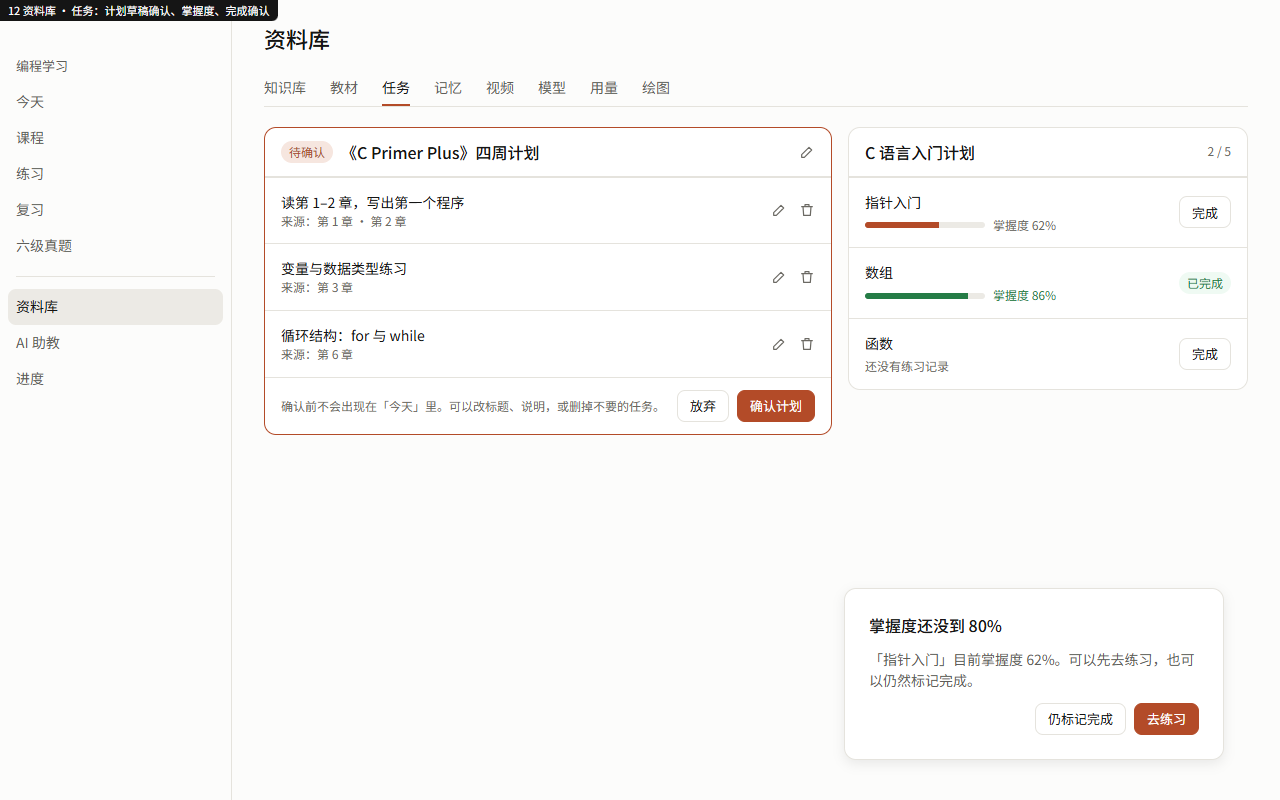 12 资料库 · 任务：计划草稿确认、掌握度、完成确认
编程学习
今天
课程
练习
复习
六级真题
资料库
AI 助教
进度
资料库
知识库 教材 任务 记忆 视频 模型 用量 绘图
待确认 《C Primer Plus》四周计划
读第 1–2 章，写出第一个程序
来源：第 1 章 · 第 2 章
变量与数据类型练习
来源：第 3 章
循环结构：for 与 while
来源：第 6 章
确认前不会出现在「今天」里。可以改标题、说明，或删掉不要的任务。 放弃 确认计划
C 语言入门计划 2 / 5
指针入门
掌握度 62%
完成
数组
掌握度 86%
已完成
函数
还没有练习记录
完成
掌握度还没到 80%
「指针入门」目前掌握度 62%。可以先去练习，也可
以仍然标记完成。
仍标记完成 去练习